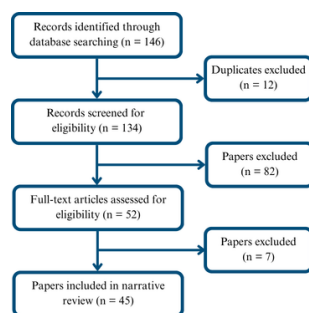 Records identified through
database searching (n = 146)
Duplicates excluded
(n = 12)
Records screened for
eligibility (n = 134)
Papers excluded
(n = 82)
Full-text articles assessed for
eligibility (n = 52)
Papers excluded
(n = 7)
Papers included in narrative
review (n = 45)